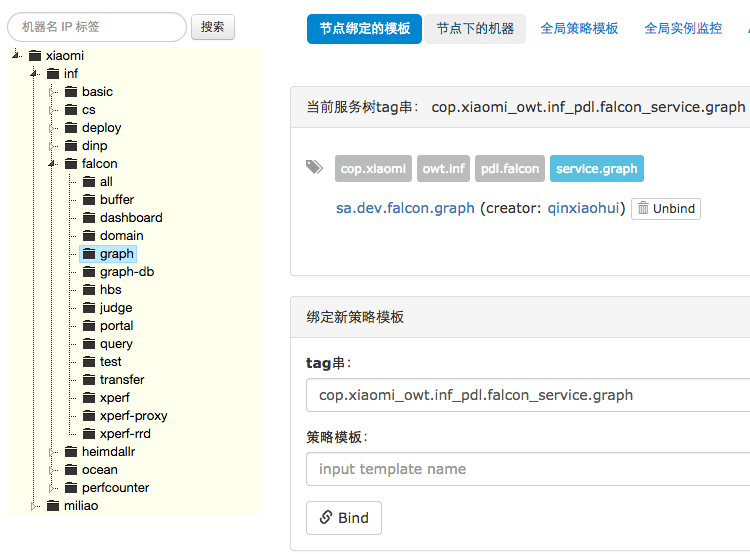 机器名 IP 标签
搜索
xiaomi
inf
basic
cs
deploy
dinp
falcon
all
buffer
dashboard
domain
graph
graph-db
hbs
judge
portal
query
test
transfer
xperf
xperf-proxy
xperf-rrd
heimdallr
ocean
perfcounter
miliao
节点绑定的模板 节点下的机器 全局策略模板 全局实例监控
当前服务树tag串： cop.xiaomi_owt.inf_pdl.falcon_service.graph
cop.xiaomi owt.inf pdl.falcon service.graph
sa.dev.falcon.graph (creator: qinxiaohui) Unbind
绑定新策略模板
tag串：
cop.xiaomi_owt.inf_pdl.falcon_service.graph
策略模板：
input template name
Bind